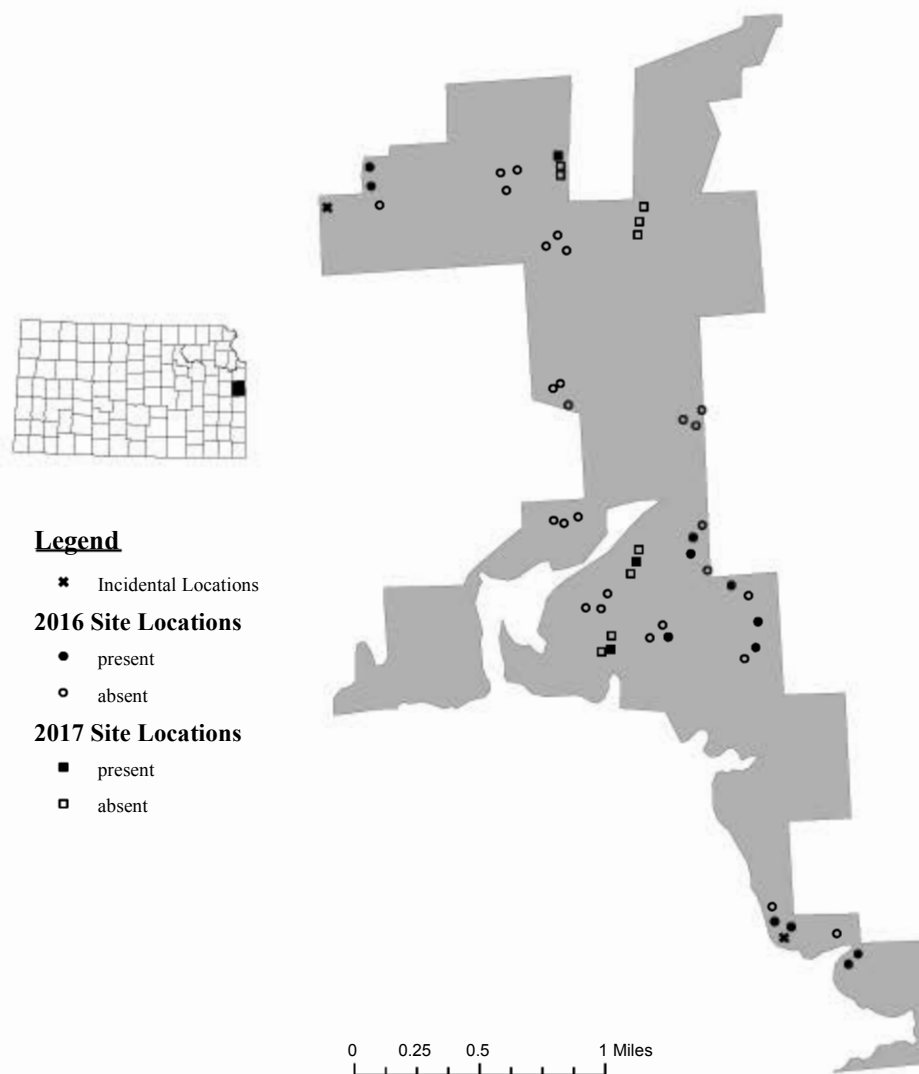 Legend
Incidental Locations
2016 Site Locations
present
absent
2017 Site Locations
present
absent
0 0.25 0.5 1 Miles